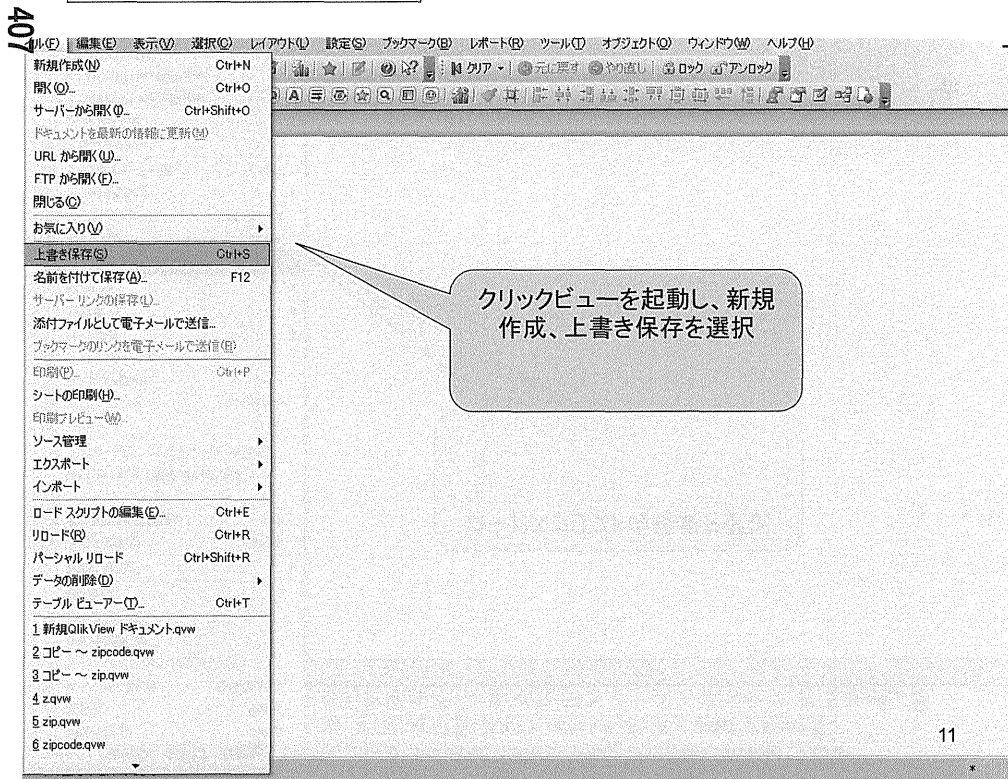 407
ル(F) 編集(E) 表示(V) 選択(C) レイアウト(L) 設定(S) ブックマーク(B) レポート(R) ツール(T) オブジェクト(O) ウィンドウ(W) ヘルプ(H)
クリア 元に戻す やり直し ロック アンロック
新規作成(N) Ctrl+N
開く(O)... Ctrl+O
サーバーから開く(I)... Ctrl+Shift+O
ドキュメントを最新の情報に更新(M)
URL から開く(U)...
FTP から開く(F)...
閉じる(C)
お気に入り(V)
上書き保存(S) Ctrl+S
名前を付けて保存(A)... F12
サーバー リンクの保存(L)...
添付ファイルとして電子メールで送信...
ブックマークのリンクを電子メールで送信(B)
印刷(P)... Ctrl+P
シートの印刷(H)...
印刷プレビュー(W)...
ソース管理
エクスポート
インポート
ロード スクリプトの編集(E)... Ctrl+E
リロード(R) Ctrl+R
パーシャル リロード Ctrl+Shift+R
データの削除(D)
テーブル ビューアー(T)... Ctrl+T
1 新規QlikView ドキュメント.qvw
2 コピー ～ zipcode.qvw
3 コピー ～ zip.qvw
4 z.qvw
5 zip.qvw
6 zipcode.qvw
クリックビューを起動し、新規
作成、上書き保存を選択
11